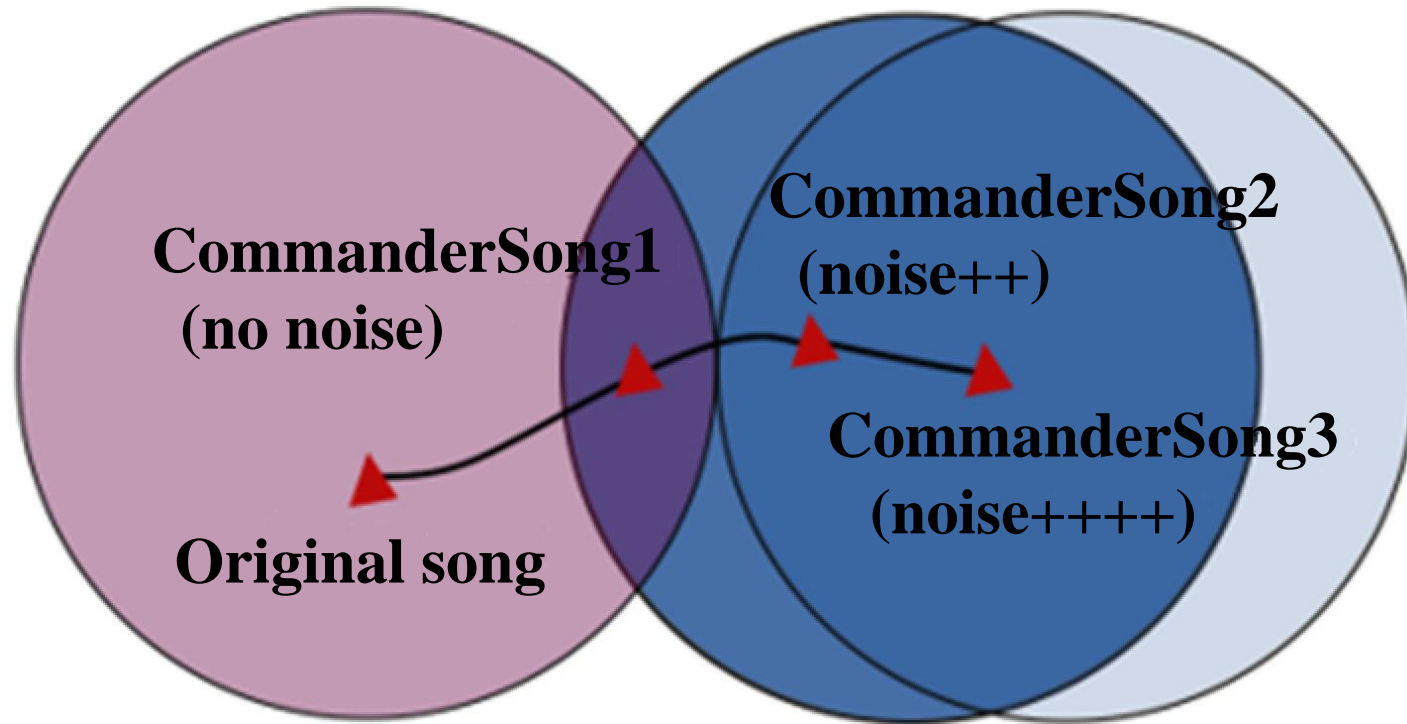 CommanderSong1
(no noise)
Original song
CommanderSong2
(noise++)
CommanderSong3
(noise++++)